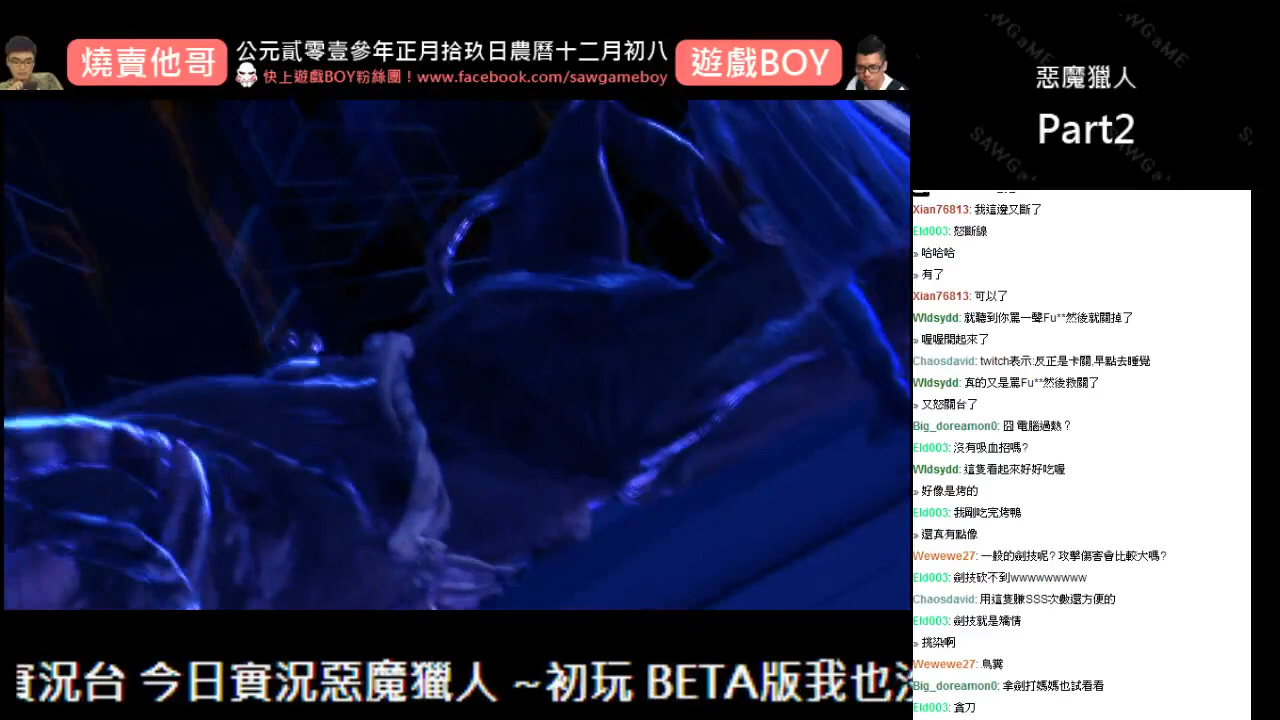 燒賣他哥
公元貳零壹參年正月拾玖日農曆十二月初八
快上遊戲BOY粉絲團！www.facebook.com/sawgameboy
遊戲BOY
惡魔獵人
Part2
SAWGaME
Xian76813: 我這邊又斷了
Eld003: 怒斷線
» 哈哈哈
» 有了
Xian76813: 可以了
Wldsydd: 就聽到你罵一聲Fu**然後就關掉了
» 喔喔開起來了
Chaosdavid: twitch表示:反正是卡關,早點去睡覺
Wldsydd: 真的又是罵Fu**然後救關了
» 又怒關台了
Big_doreamon0: 囧 電腦過熱？
Eld003: 沒有吸血招嗎?
Wldsydd: 這隻看起來好好吃喔
» 好像是烤的
Eld003: 我剛吃完烤鴨
» 還真有點像
Wewewe27: 一般的劍技呢? 攻擊傷害會比較大嗎?
Eld003: 劍技砍不到wwwwwwwww
Chaosdavid: 用這隻賺SSS次數還方便的
Eld003: 劍技就是矯情
» 挑染啊
Wewewe27: 鳥糞
Big_doreamon0: 拿劍打媽媽也試看看
Eld003: 貪刀
實況台 今日實況惡魔獵人 ~初玩 BETA版我也